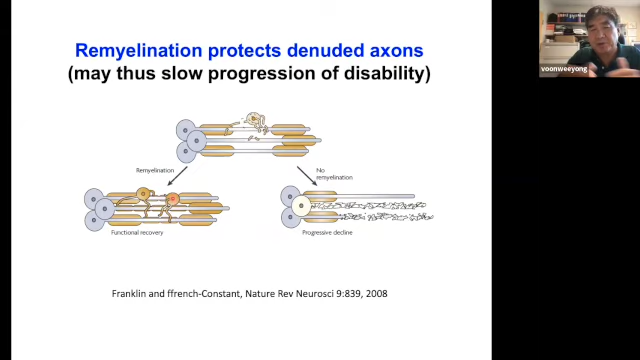 Remyelination protects denuded axons
(may thus slow progression of disability)
voonweeyong
Remyelination
No
remyelination
Functional recovery
Progressive decline
Franklin and ffrench-Constant, Nature Rev Neurosci 9:839, 2008